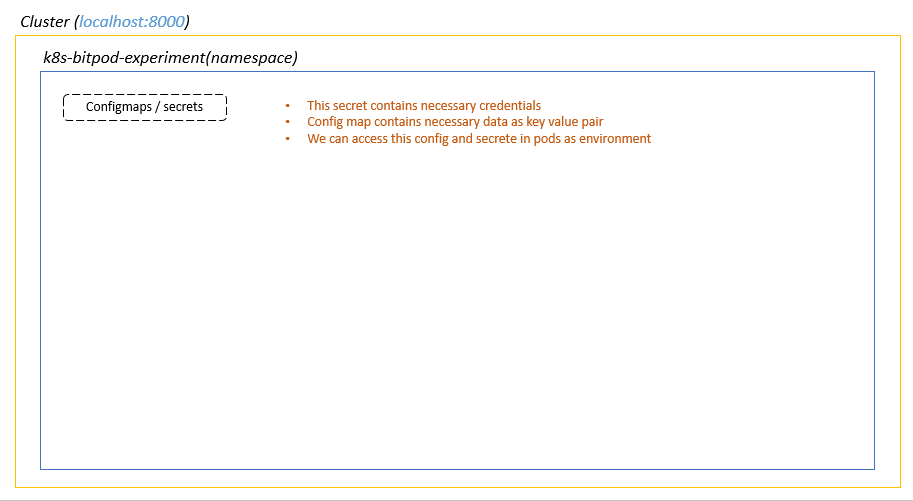 Cluster (localhost:8000)
k8s-bitpod-experiment(namespace)
Configmaps / secrets
• This secret contains necessary credentials
• Config map contains necessary data as key value pair
• We can access this config and secrete in pods as environment